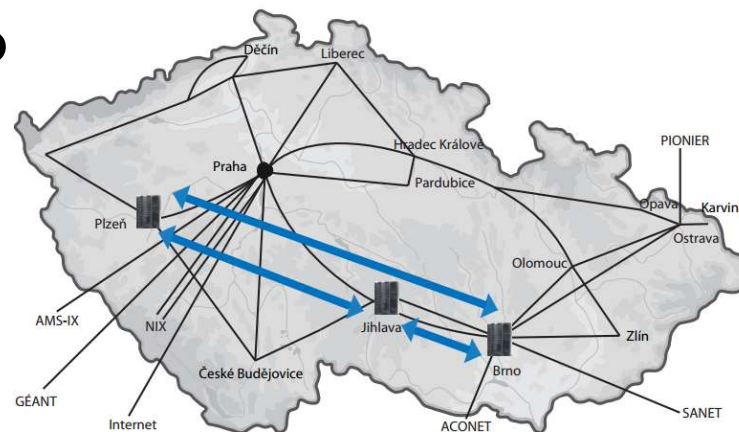 Děčín
Liberec
PIONIER
Hradec Králové
Praha
Pardubice
Opava
Karvin
Plzeň
Ostrava
Olomouc
AMS-IX
NIX
Jihlava
Zlín
České Budějovice
Brno
GÉANT
SANET
Internet
ACONET